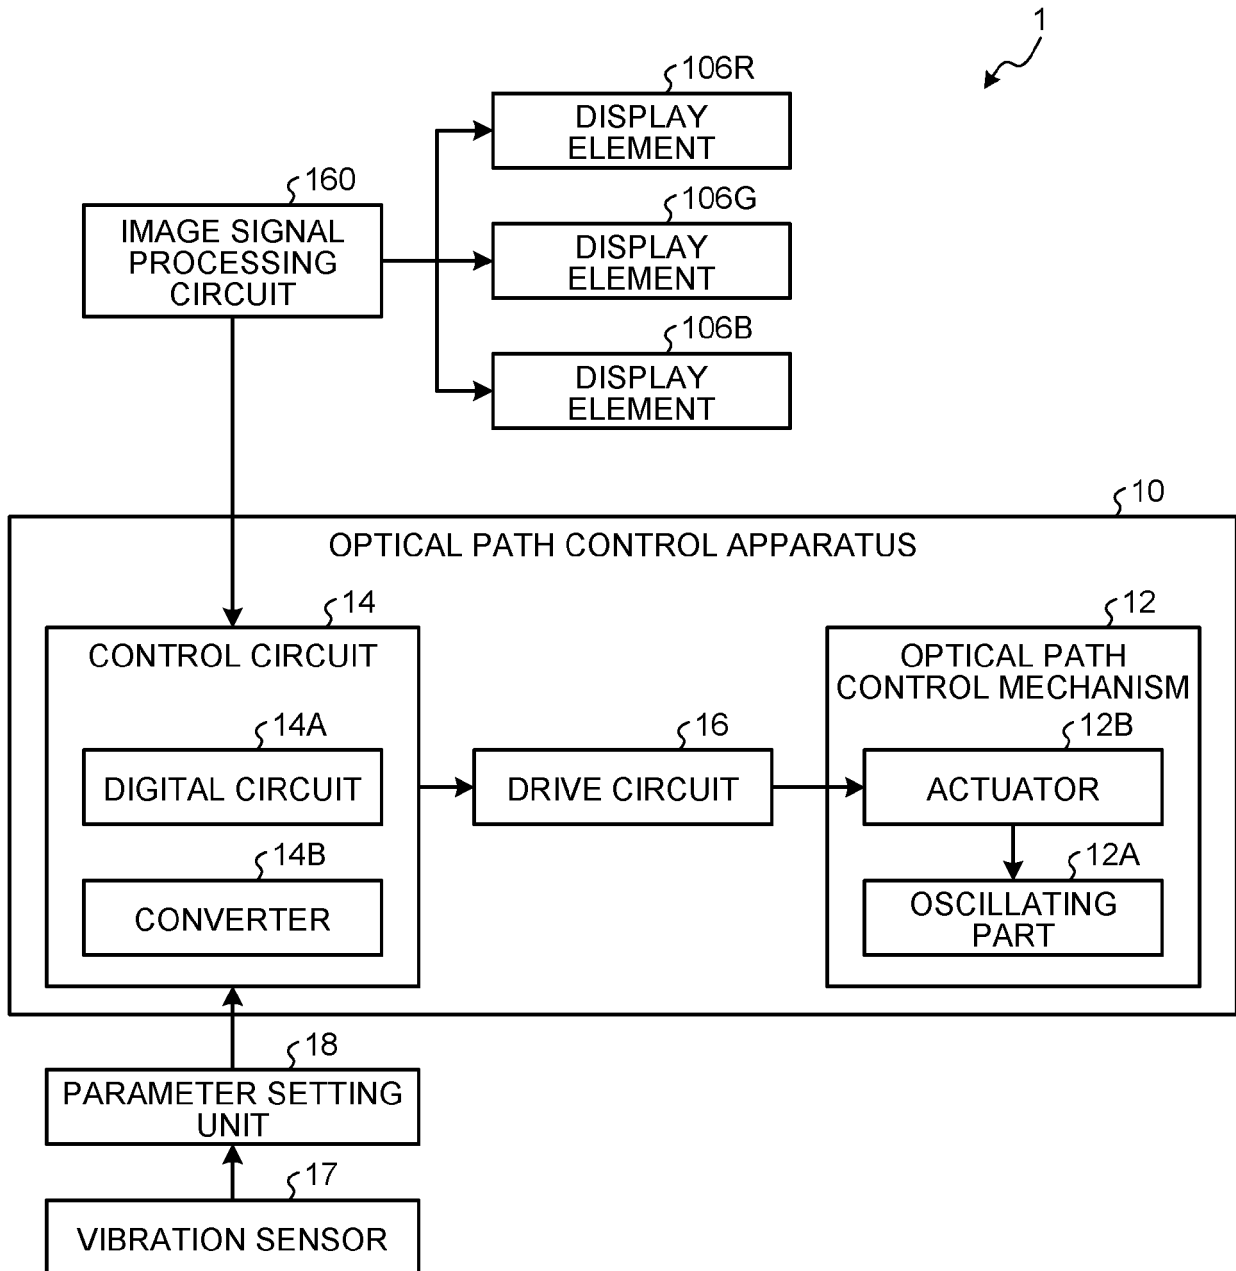 1
106R
DISPLAY
ELEMENT
160
IMAGE SIGNAL
PROCESSING
CIRCUIT
106G
DISPLAY
ELEMENT
106B
DISPLAY
ELEMENT
10
OPTICAL PATH CONTROL APPARATUS
14
CONTROL CIRCUIT
14A
DIGITAL CIRCUIT
14B
CONVERTER
16
DRIVE CIRCUIT
12
OPTICAL PATH
CONTROL MECHANISM
12B
ACTUATOR
12A
OSCILLATING
PART
18
PARAMETER SETTING
UNIT
17
VIBRATION SENSOR